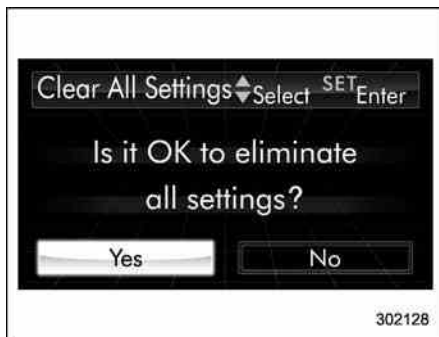 Clear All Settings Select SET Enter
Is it OK to eliminate
all settings?
Yes No
302128